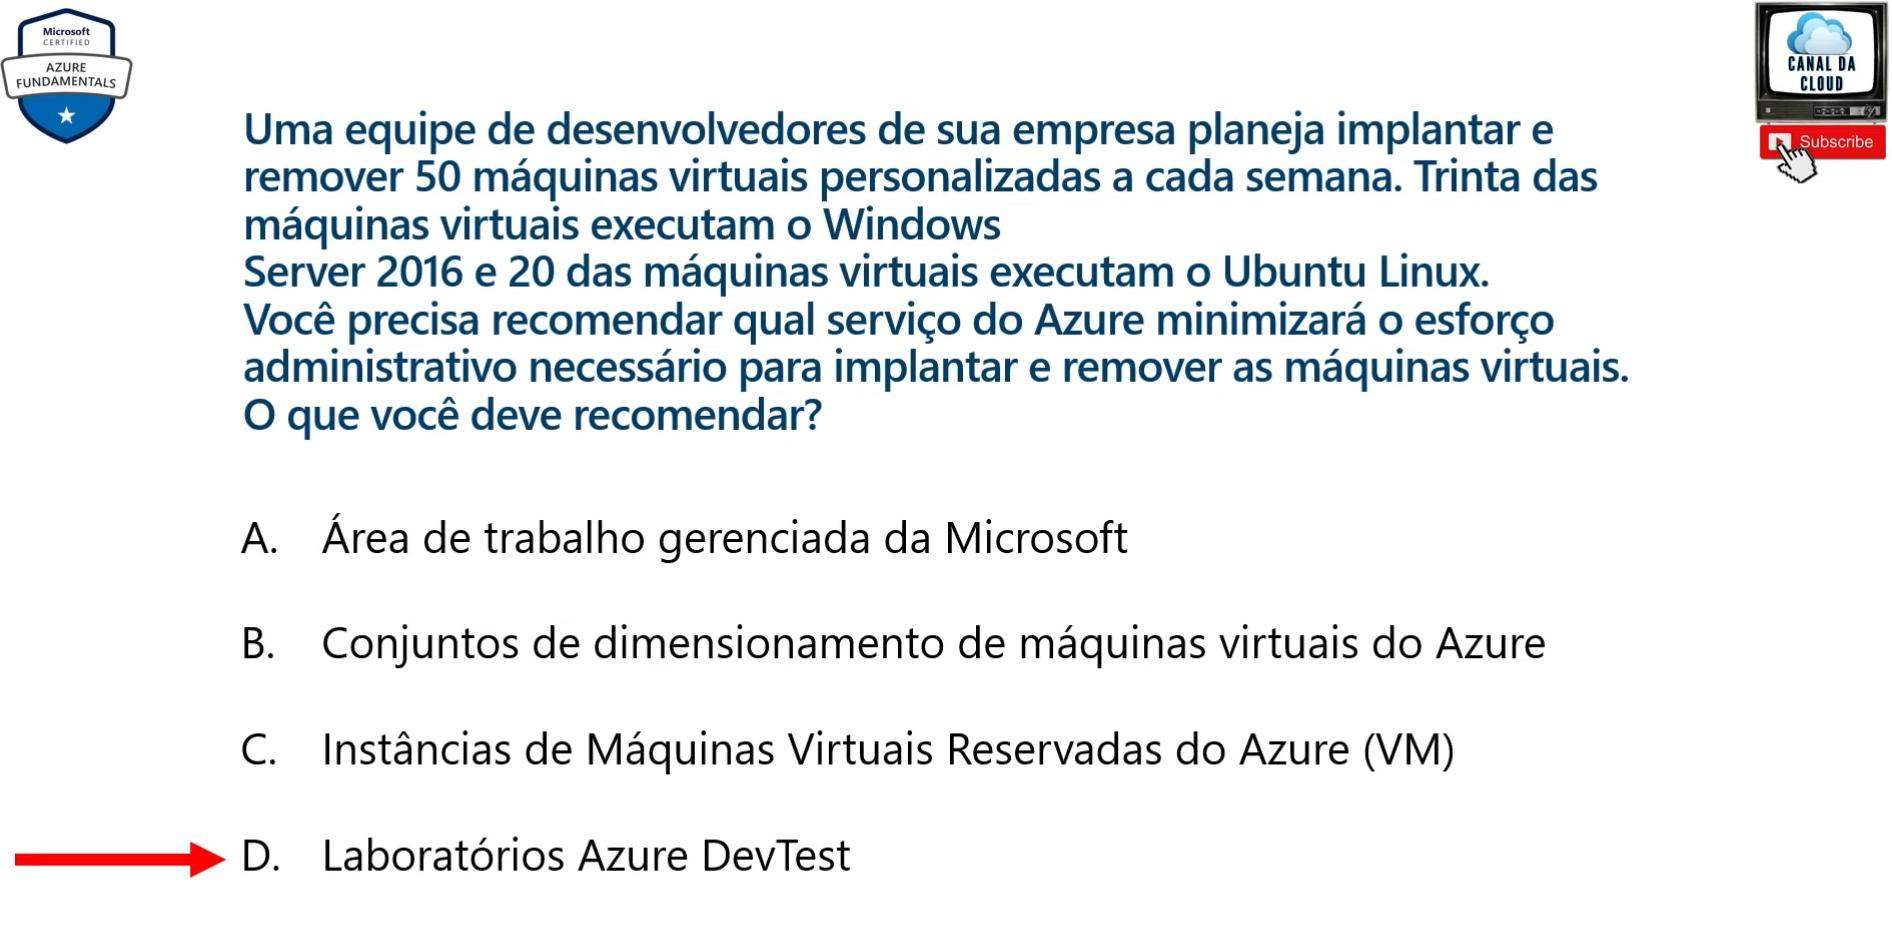 Microsoft
CERTIFIED
AZURE
FUNDAMENTALS
CANAL DA
CLOUD
Subscribe
Uma equipe de desenvolvedores de sua empresa planeja implantar e
remover 50 máquinas virtuais personalizadas a cada semana. Trinta das
máquinas virtuais executam o Windows
Server 2016 e 20 das máquinas virtuais executam o Ubuntu Linux.
Você precisa recomendar qual serviço do Azure minimizará o esforço
administrativo necessário para implantar e remover as máquinas virtuais.
O que você deve recomendar?
A. Área de trabalho gerenciada da Microsoft
B. Conjuntos de dimensionamento de máquinas virtuais do Azure
C. Instâncias de Máquinas Virtuais Reservadas do Azure (VM)
D. Laboratórios Azure DevTest